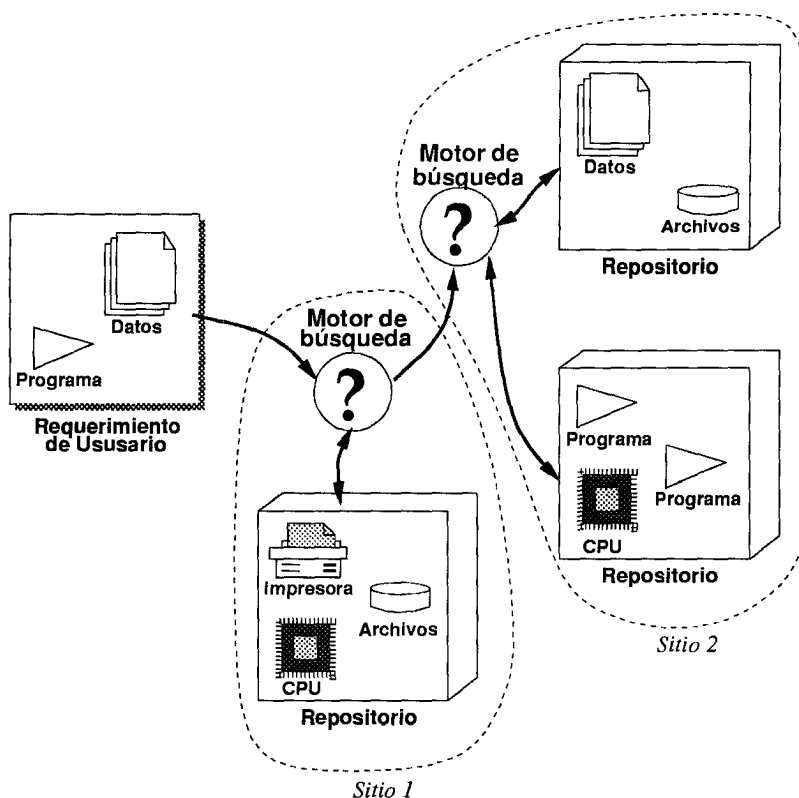 Motor de
búsqueda
?
Datos
Archivos
Repositorio
Datos
Programa
Requerimiento
de Ususario
Motor de
búsqueda
?
Programa
Programa
CPU
Repositorio
Sitio 2
Impresora
Archivos
CPU
Repositorio
Sitio 1